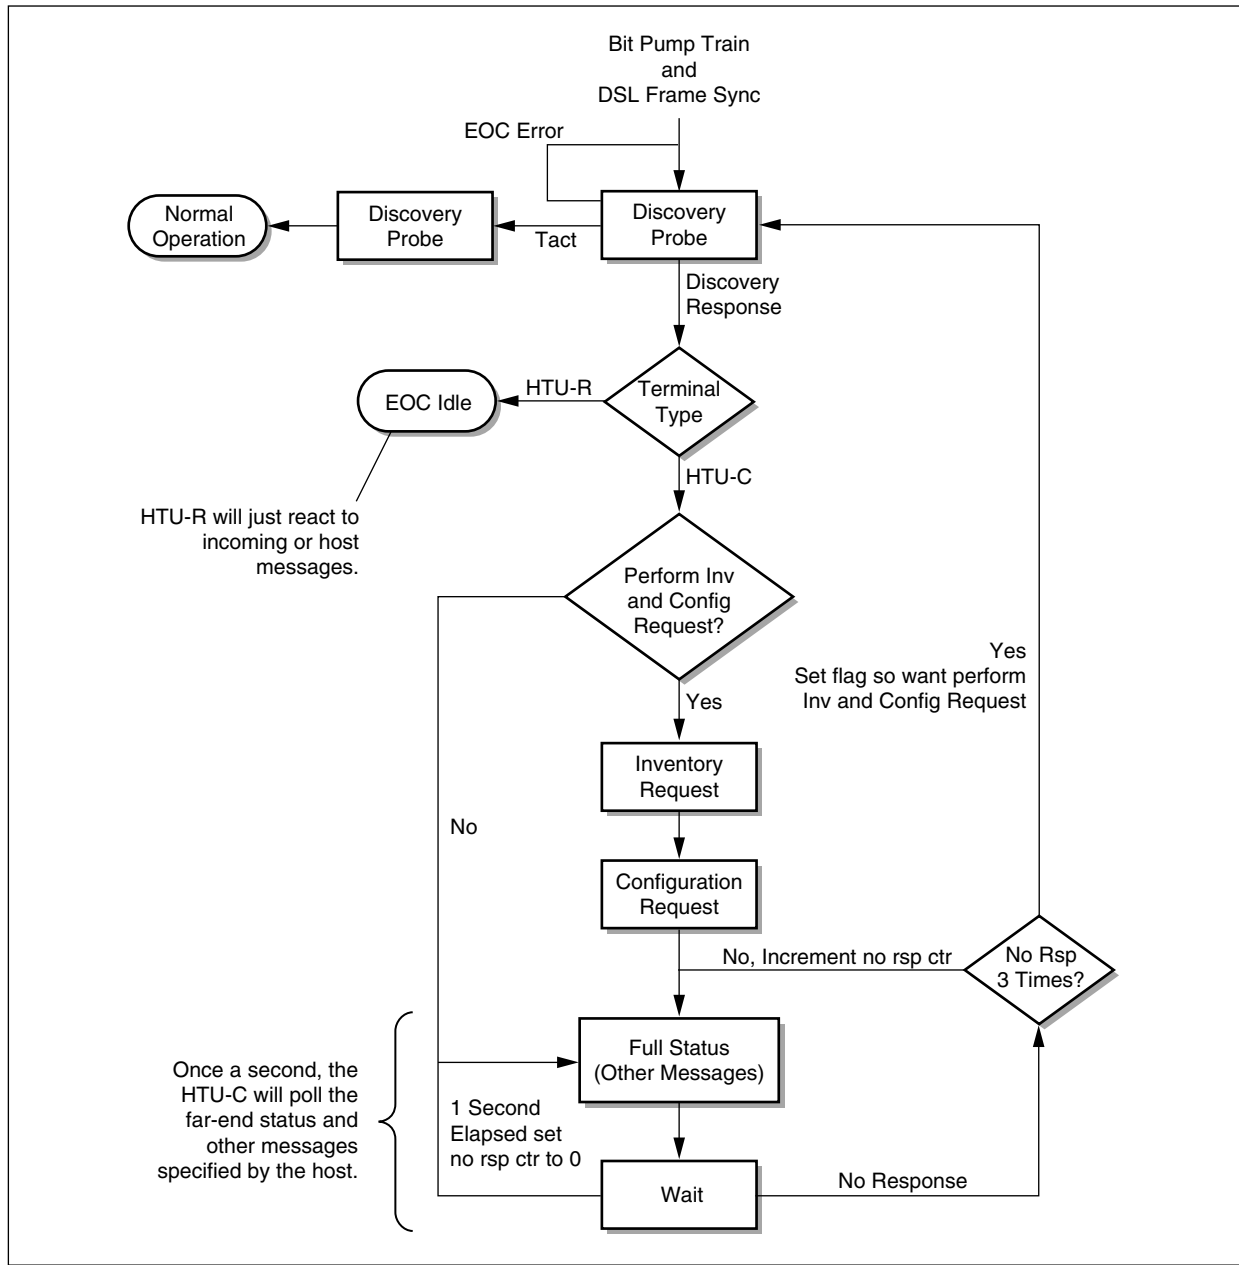 Bit Pump Train
and
DSL Frame Sync
EOC Error
Normal
Operation
Discovery
Probe
Tact
Discovery
Probe
Discovery
Response
EOC Idle
HTU-R
Terminal
Type
HTU-C
HTU-R will just react to
incoming or host
messages.
Perform Inv
and Config
Request?
Yes
Set flag so want perform
Inv and Config Request
Yes
Inventory
Request
No
Configuration
Request
No, Increment no rsp ctr
No Rsp
3 Times?
Full Status
(Other Messages)
Once a second, the
HTU-C will poll the
far-end status and
other messages
specified by the host.
1 Second
Elapsed set
no rsp ctr to 0
Wait
No Response